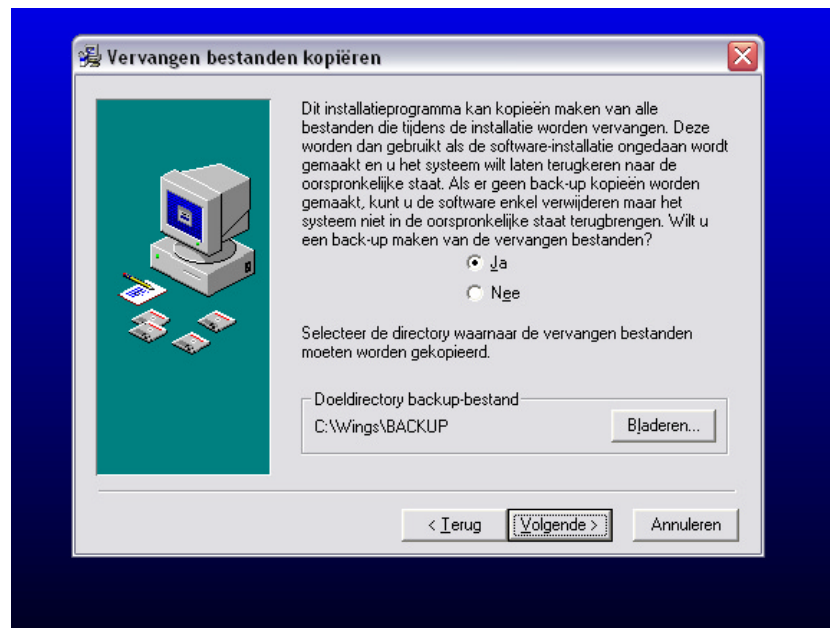 Vervangen bestanden kopiëren
Dit installatieprogramma kan kopieën maken van alle
bestanden die tijdens de installatie worden vervangen. Deze
worden dan gebruikt als de software-installatie ongedaan wordt
gemaakt en u het systeem wilt laten terugkeren naar de
oorspronkelijke staat. Als er geen back-up kopieën worden
gemaakt, kunt u de software enkel verwijderen maar het
systeem niet in de oorspronkelijke staat terugbrengen. Wilt u
een back-up maken van de vervangen bestanden?
Ja
Nee
Selecteer de directory waarnaar de vervangen bestanden
moeten worden gekopieerd.
Doeldirectory backup-bestand
C:\Wings\BACKUP
Bladeren...
< Terug
Volgende >
Annuleren